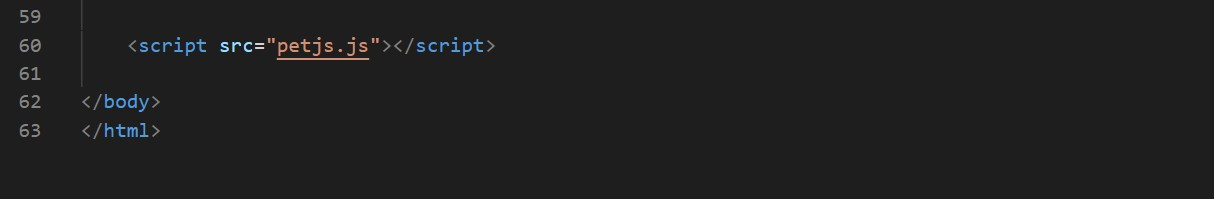 59
60 <script src="petjs.js"></script>
61
62 </body>
63 </html>